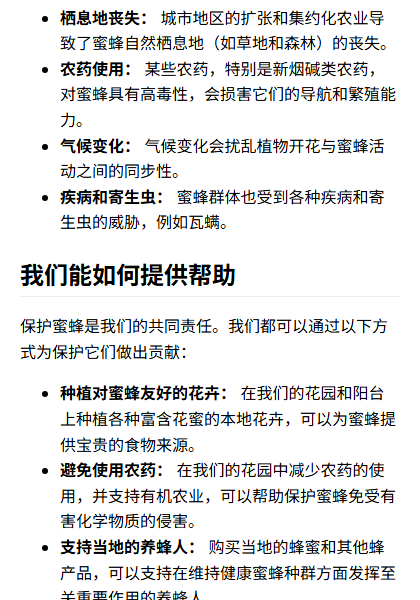 栖息地丧失： 城市地区的扩张和集约化农业导
致了蜜蜂自然栖息地（如草地和森林）的丧失。
农药使用： 某些农药，特别是新烟碱类农药，
对蜜蜂具有高毒性，会损害它们的导航和繁殖能
力。
气候变化： 气候变化会扰乱植物开花与蜜蜂活
动之间的同步性。
疾病和寄生虫： 蜜蜂群体也受到各种疾病和寄
生虫的威胁，例如瓦螨。
我们能如何提供帮助
保护蜜蜂是我们的共同责任。我们都可以通过以下方
式为保护它们做出贡献：
种植对蜜蜂友好的花卉： 在我们的花园和阳台
上种植各种富含花蜜的本地花卉，可以为蜜蜂提
供宝贵的食物来源。
避免使用农药： 在我们的花园中减少农药的使
用，并支持有机农业，可以帮助保护蜜蜂免受有
害化学物质的侵害。
支持当地的养蜂人： 购买当地的蜂蜜和其他蜂
产品，可以支持在维持健康蜜蜂种群方面发挥至
关重要作用的养蜂人